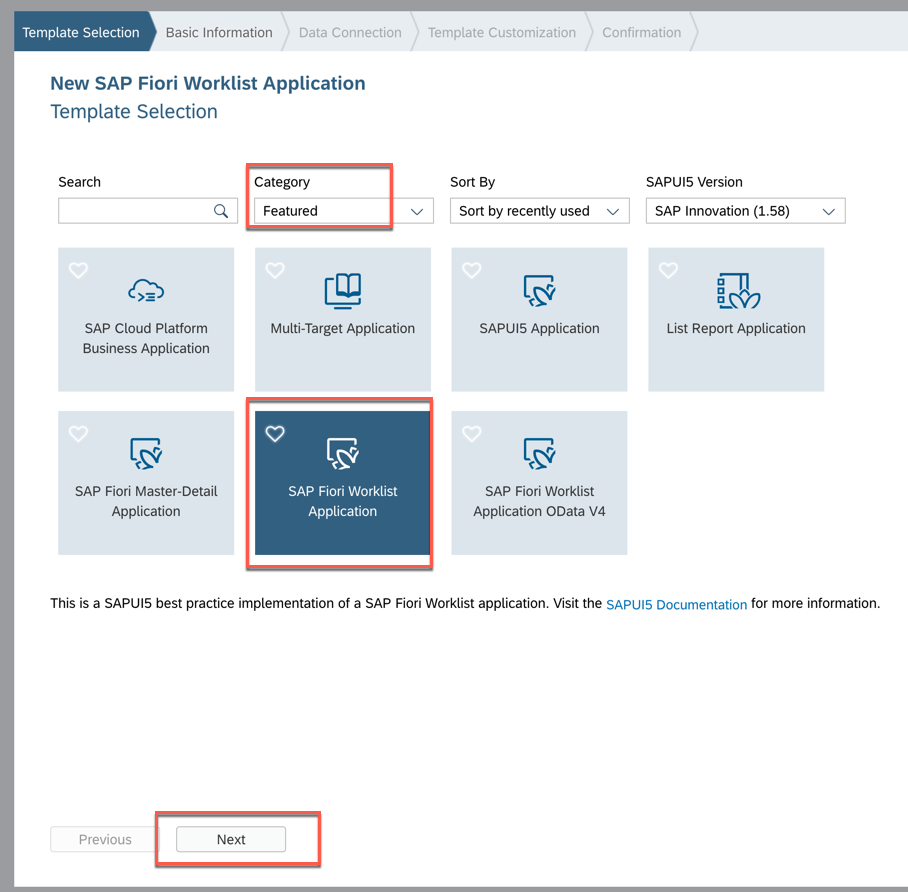 Template Selection
Basic Information
Data Connection
Template Customization
Confirmation
New SAP Fiori Worklist Application
Template Selection
Search
Category
Sort By
SAPUI5 Version
Featured
Sort by recently used
SAP Innovation (1.58)
SAP Cloud Platform
Business Application
Multi-Target Application
SAPUI5 Application
List Report Application
SAP Fiori Master-Detail
Application
SAP Fiori Worklist
Application
SAP Fiori Worklist
Application OData V4
This is a SAPUI5 best practice implementation of a SAP Fiori Worklist application. Visit the SAPUI5 Documentation for more information.
Previous
Next